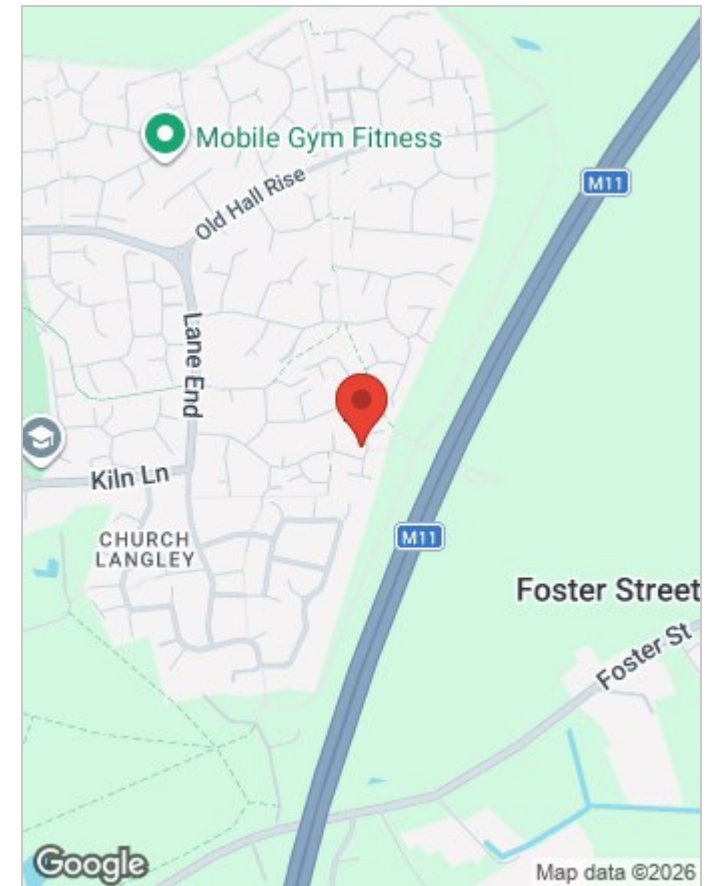 Mobile Gym Fitness
M11
Old Hall Rise
Lane End
Kiln Ln
M11
CHURCH
LANGLEY
Foster Street
Foster St
Google
Map data ©2026